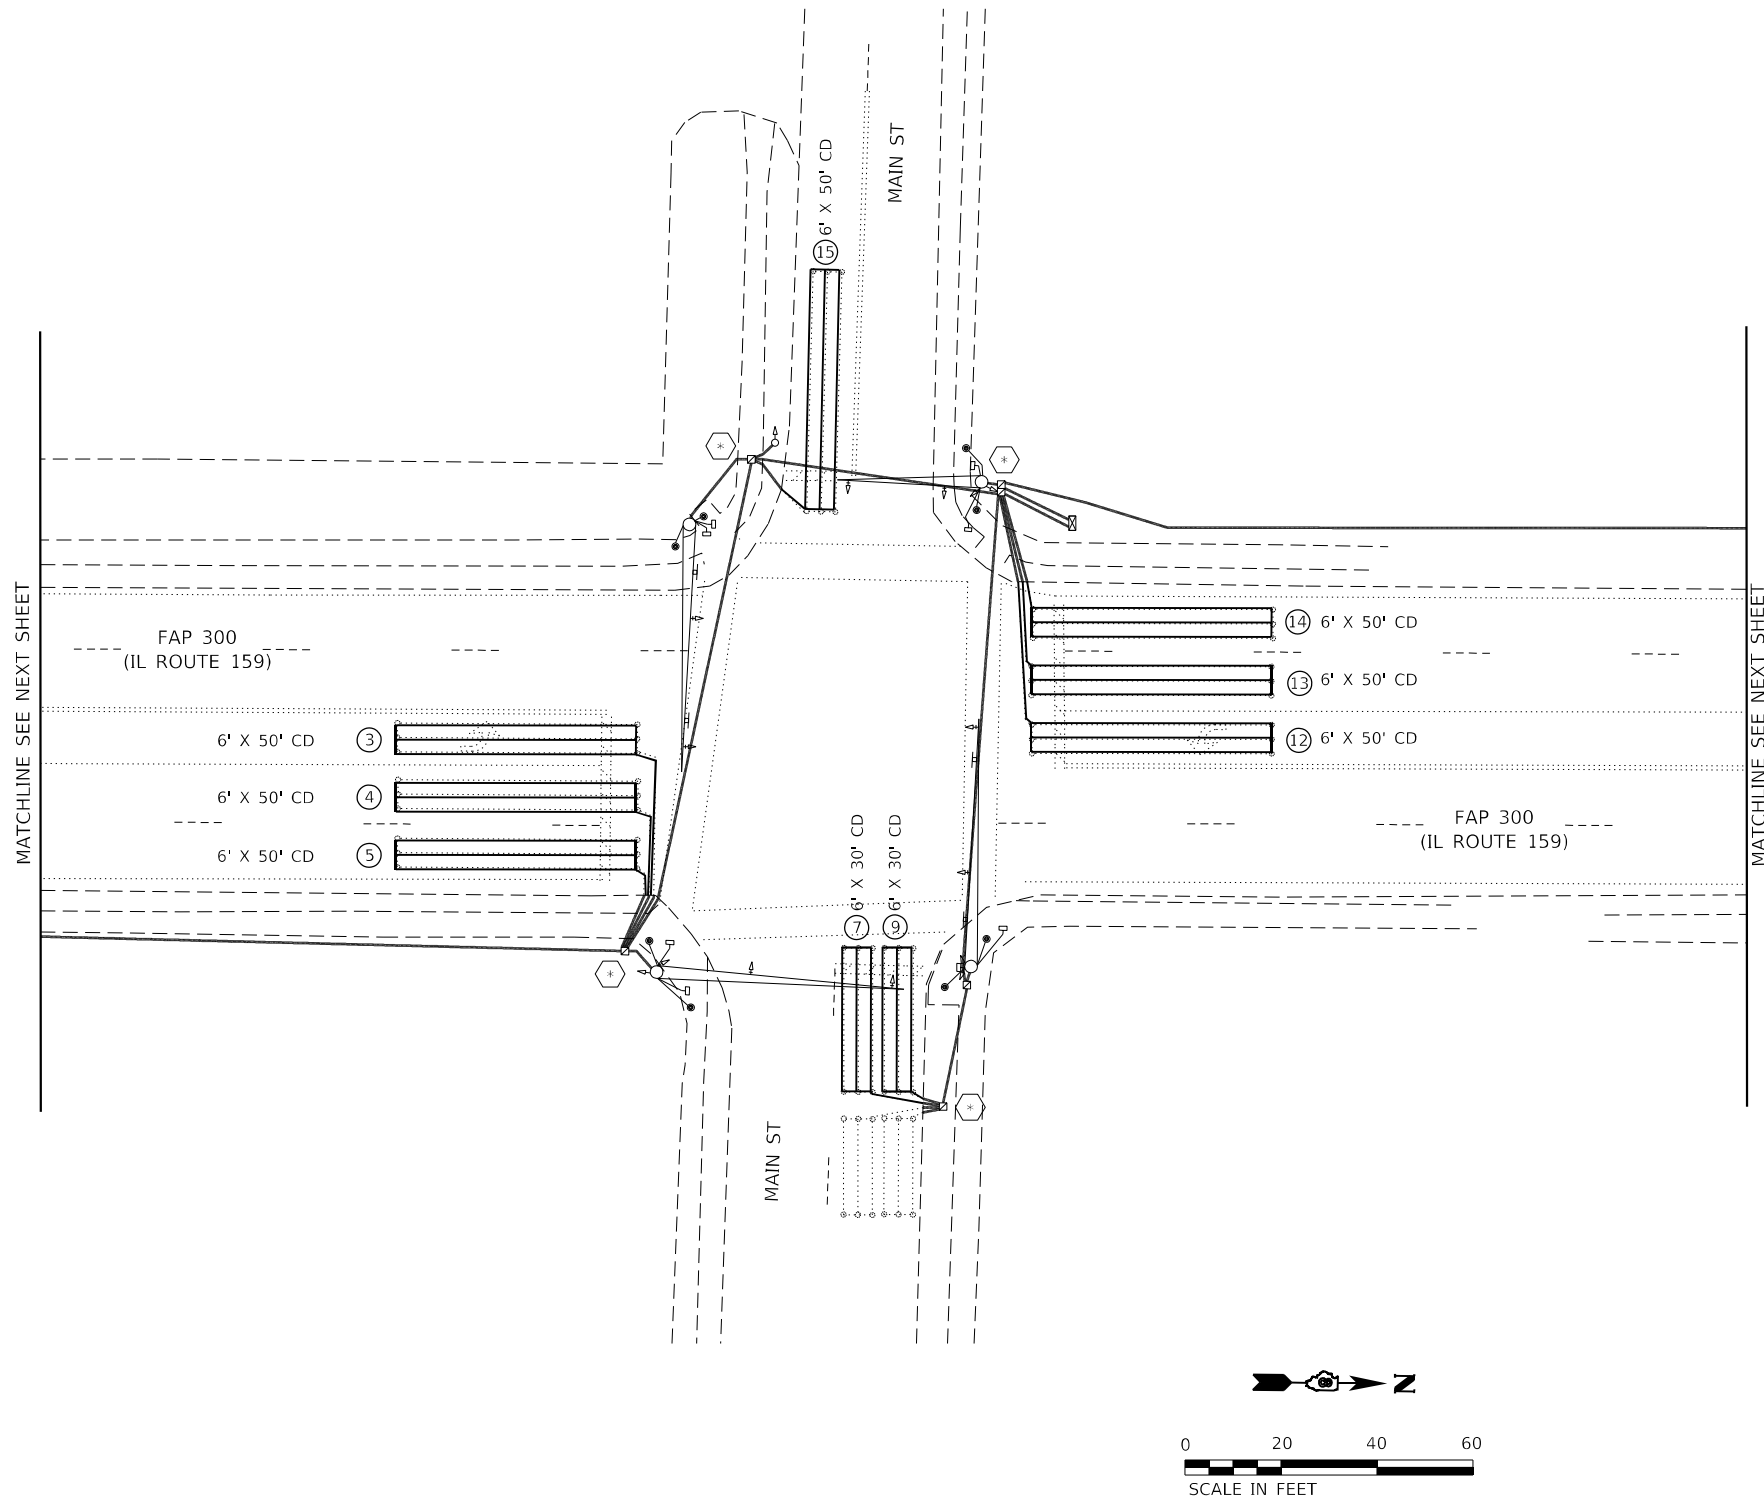 MAIN ST
6' X 50' CD
15
*
*
MATCHLINE SEE NEXT SHEET
FAP 300
(IL ROUTE 159)
14 6' X 50' CD
13 6' X 50' CD
12 6' X 50' CD
MATCHLINE SEE NEXT SHEET
6' X 50' CD 3
6' X 50' CD 4
6' X 50' CD 5
FAP 300
(IL ROUTE 159)
6' X 30' CD
6' X 30' CD
7
9
*
*
MAIN ST
N
0 20 40 60
SCALE IN FEET